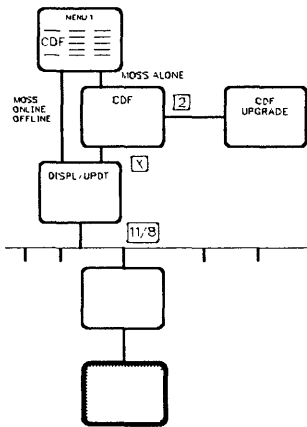 MENU 1
CDF
MOSS ALONE
MOSS
ONLINE
OFFLINE
CDF
2
CDF
UPGRADE
X
DISPL/UPDT
11/8